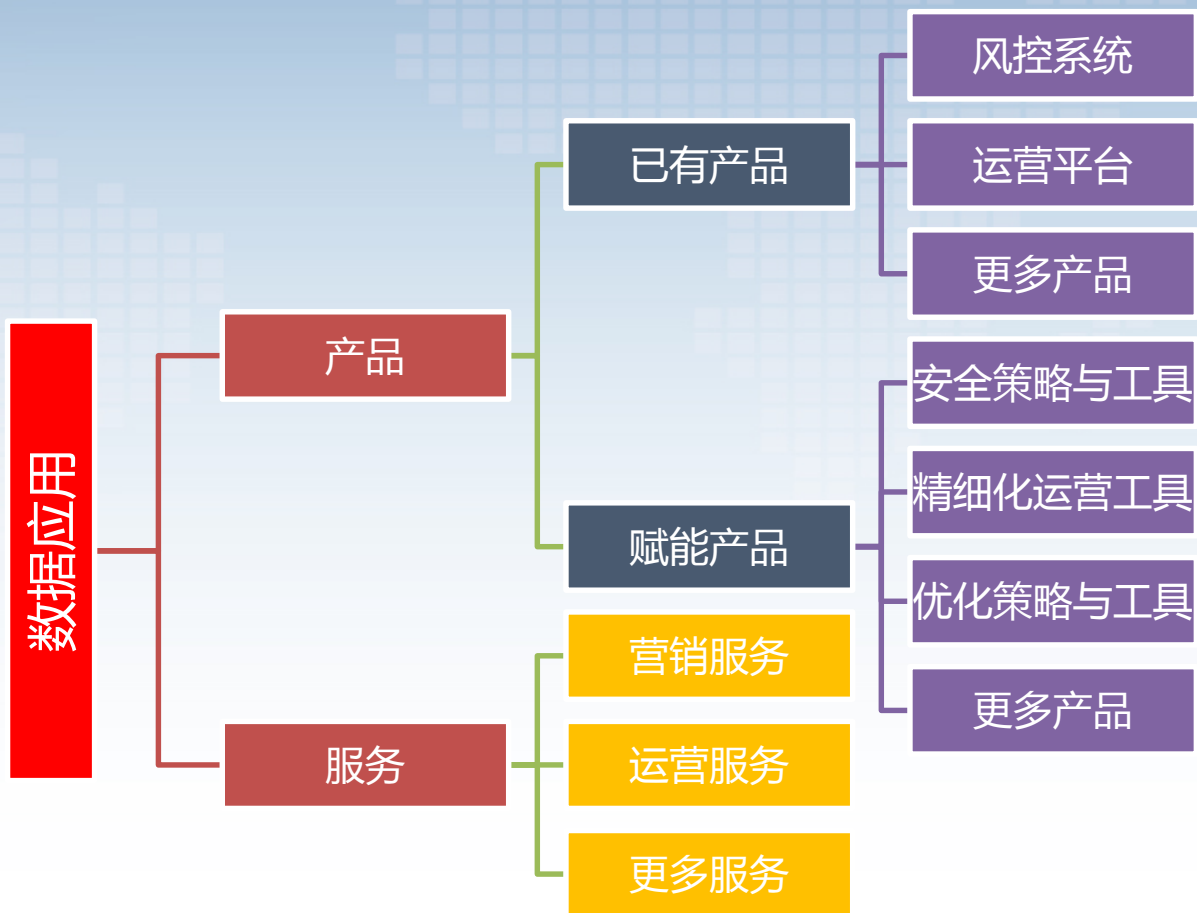 数据应用
产品
已有产品
风控系统
运营平台
更多产品
赋能产品
安全策略与工具
精细化运营工具
优化策略与工具
更多产品
服务
营销服务
运营服务
更多服务